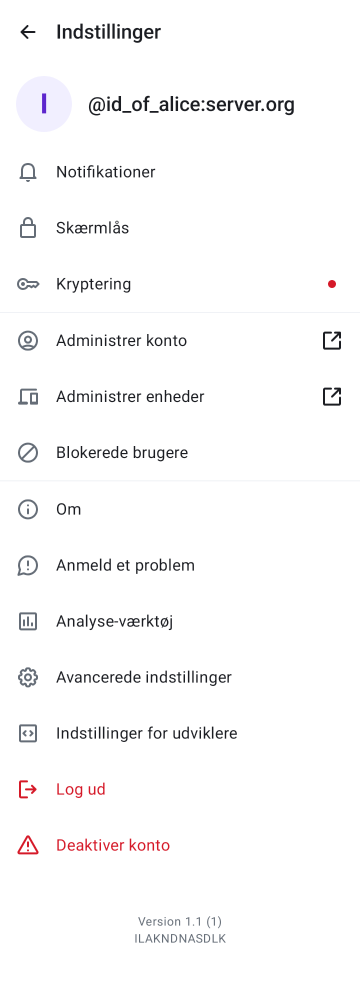 Indstillinger
I
@id_of_alice:server.org
Notifikationer
Skærmlås
Kryptering
Administrer konto
Administrer enheder
Blokerede brugere
Om
Anmeld et problem
Analyse-værktøj
Avancerede indstillinger
Indstillinger for udviklere
Log ud
Deaktiver konto
Version 1.1 (1)
ILAKNDNASDLK